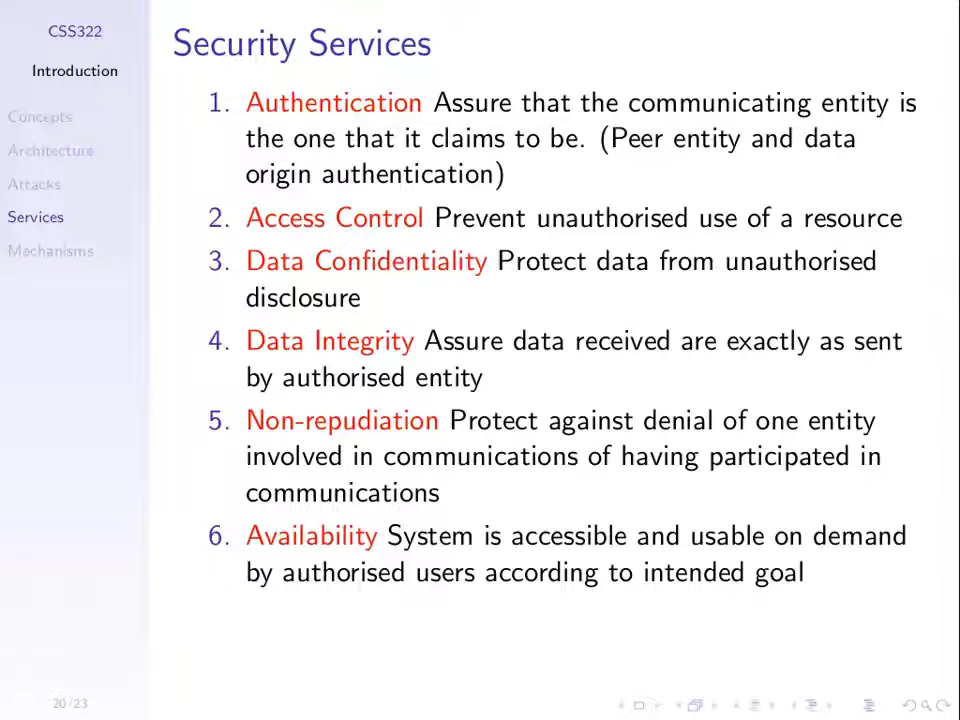 CSS322
Introduction
Concepts
Architecture
Attacks
Services
Mechanisms
Security Services
1. Authentication Assure that the communicating entity is
the one that it claims to be. (Peer entity and data
origin authentication)
2. Access Control Prevent unauthorised use of a resource
3. Data Confidentiality Protect data from unauthorised
disclosure
4. Data Integrity Assure data received are exactly as sent
by authorised entity
5. Non-repudiation Protect against denial of one entity
involved in communications of having participated in
communications
6. Availability System is accessible and usable on demand
by authorised users according to intended goal
20/23